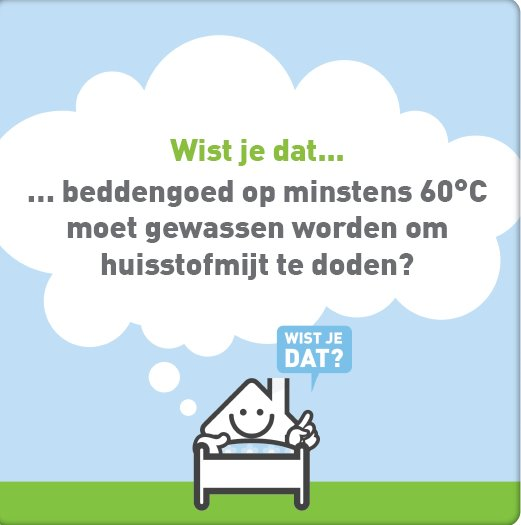 Wist je dat...
... beddengoed op minstens 60°C
moet gewassen worden om
huisstofmijt te doden?
WIST JE
DAT?